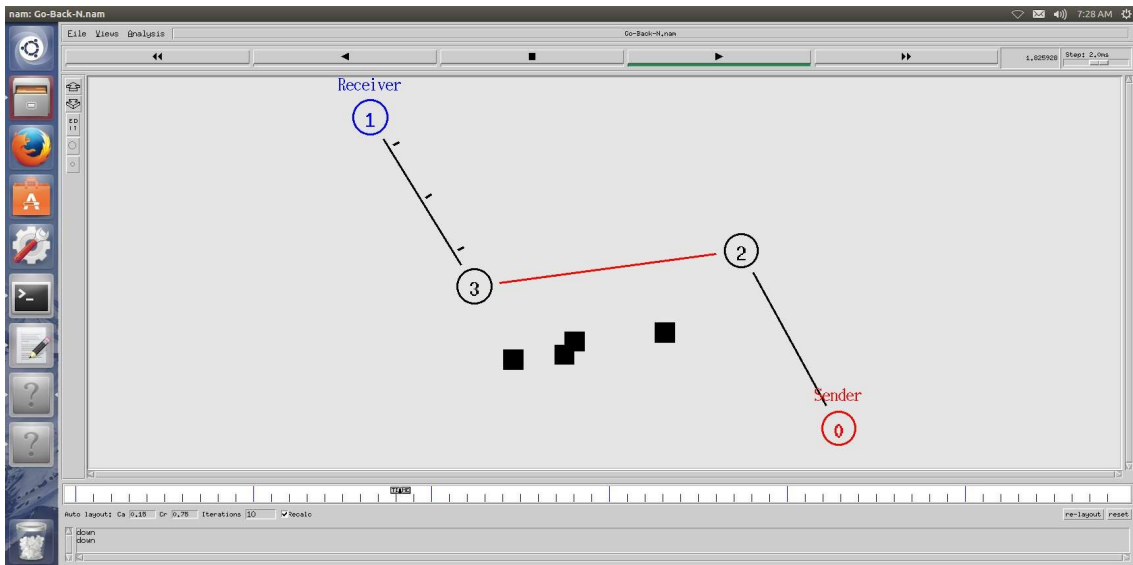 nam: Go-Back-N.nam
7:28 AM
File Views Analysis
Go-Back-N.nam
1.825928
Step: 2.0ms
ED
IT
Receiver
1
3
2
Sender
0
Auto layout: Ca 0.15 Cr 0.75 Iterations 10 Recalc
re-layout reset
down
down